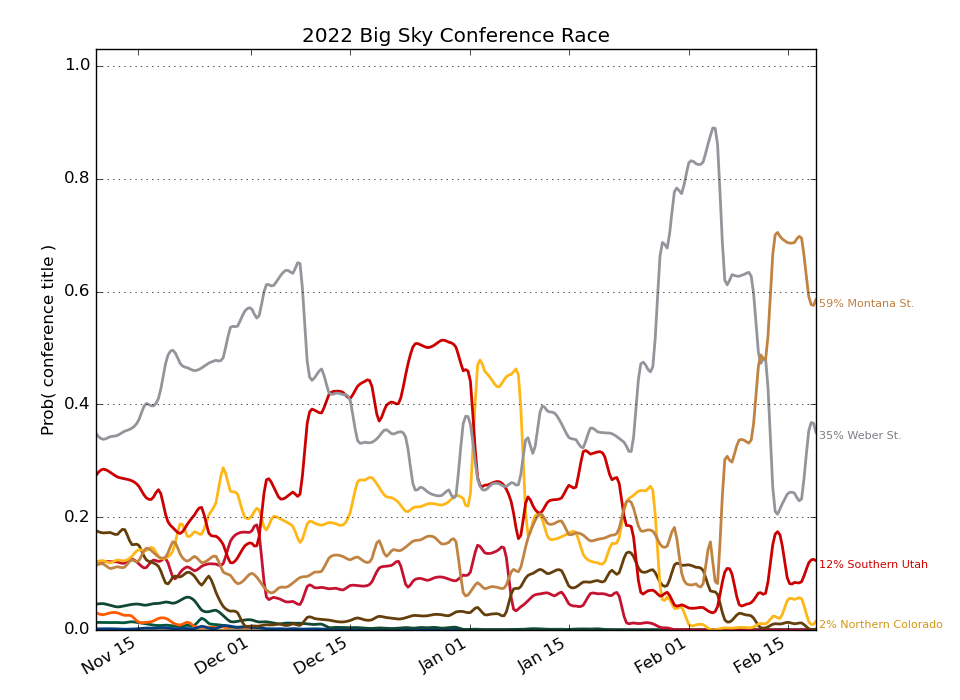 2022 Big Sky Conference Race
Prob( conference title )
1.0
0.8
0.6
0.4
0.2
0.0
59% Montana St.
35% Weber St.
12% Southern Utah
2% Northern Colorado
Nov 15
Dec 01
Dec 15
Jan 01
Jan 15
Feb 01
Feb 15